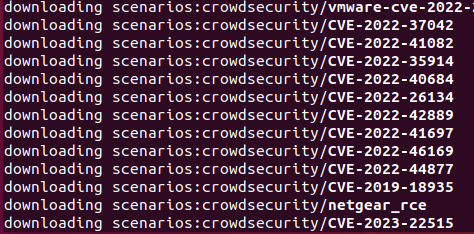 downloading scenarios:crowdsecurity/vmware-cve-2022-
downloading scenarios:crowdsecurity/CVE-2022-37042
downloading scenarios:crowdsecurity/CVE-2022-41082
downloading scenarios:crowdsecurity/CVE-2022-35914
downloading scenarios:crowdsecurity/CVE-2022-40684
downloading scenarios:crowdsecurity/CVE-2022-26134
downloading scenarios:crowdsecurity/CVE-2022-42889
downloading scenarios:crowdsecurity/CVE-2022-41697
downloading scenarios:crowdsecurity/CVE-2022-46169
downloading scenarios:crowdsecurity/CVE-2022-44877
downloading scenarios:crowdsecurity/CVE-2019-18935
downloading scenarios:crowdsecurity/netgear_rce
downloading scenarios:crowdsecurity/CVE-2023-22515